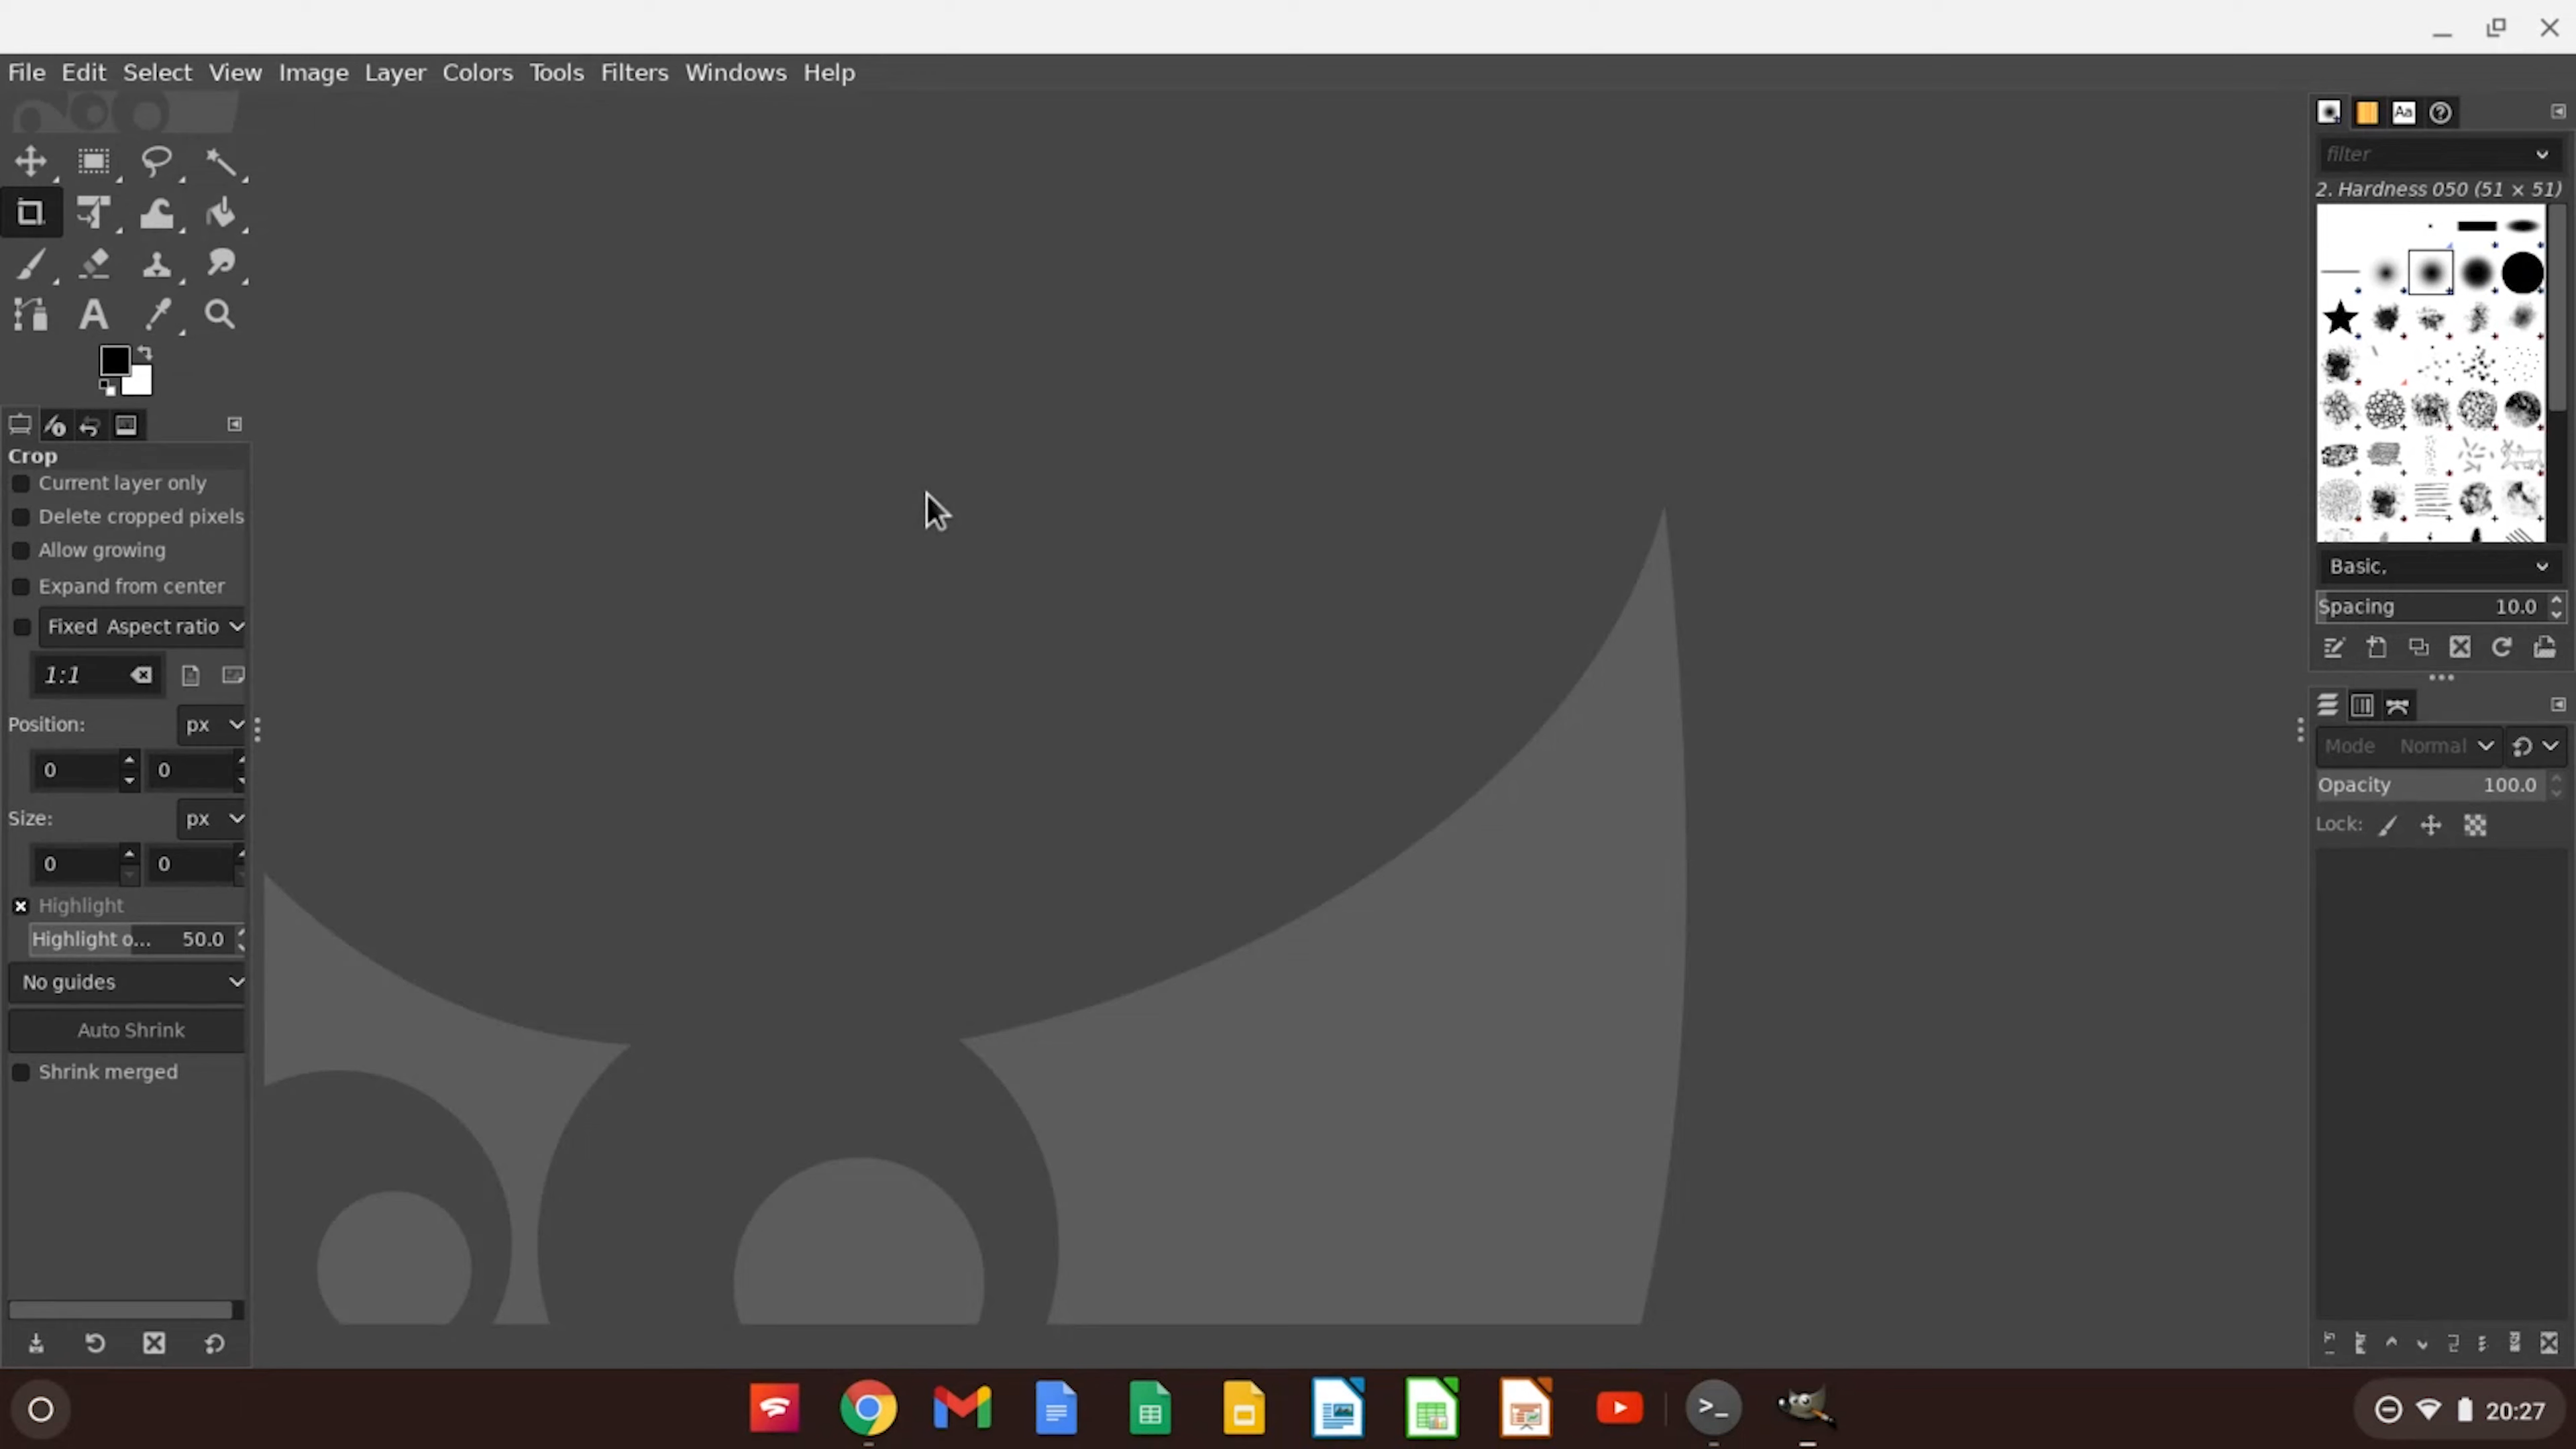 File Edit Select View Image Layer Colors Tools Filters Windows Help
Aa
filter
2. Hardness 050 (51 × 51)
A
Crop
Current layer only
Delete cropped pixels
Allow growing
Expand from center
Fixed Aspect ratio
1:1
Position: px
0 0
Size: px
0 0
Highlight
Highlight o... 50.0
No guides
Auto Shrink
Shrink merged
Basic,
Spacing 10.0
Mode Normal
Opacity 100.0
Lock:
20:27